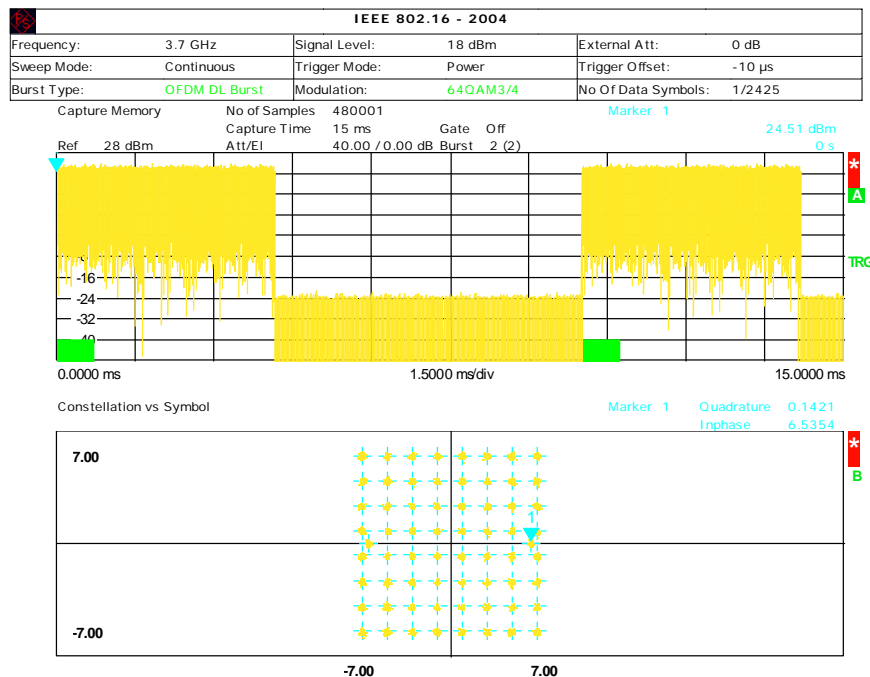 IEEE 802.16 - 2004
Frequency: 3.7 GHz Signal Level: 18 dBm External Att: 0 dB
Sweep Mode: Continuous Trigger Mode: Power Trigger Offset: -10 µs
Burst Type: OFDM DL Burst Modulation: 64QAM3/4 No Of Data Symbols: 1/2425
Capture Memory No of Samples 480001 Marker 1
Capture Time 15 ms Gate Off 24.51 dBm
Ref 28 dBm Att/El 40.00 / 0.00 dB Burst 2 (2) 0 s
*
A
TRG
-16
-24
-32
0.0000 ms 1.5000 ms/div 15.0000 ms
Constellation vs Symbol Marker 1 Quadrature 0.1421
Inphase 6.5354
*
7.00
B
1
-7.00
-7.00 7.00